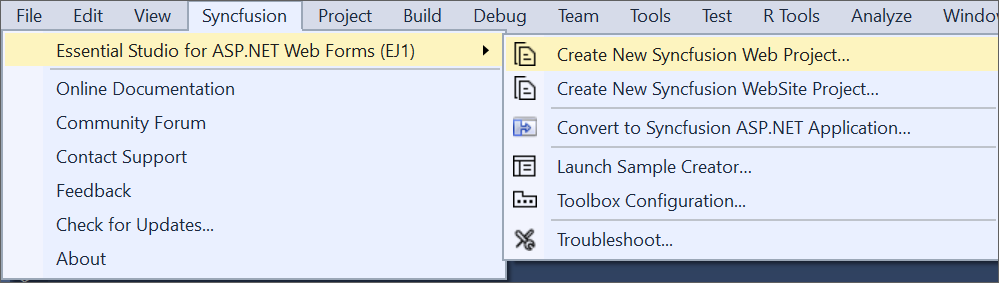 File Edit View Syncfusion Project Build Debug Team Tools Test R Tools Analyze Window
Essential Studio for ASP.NET Web Forms (EJ1)
Online Documentation
Community Forum
Contact Support
Feedback
Check for Updates...
About
Create New Syncfusion Web Project...
Create New Syncfusion WebSite Project...
Convert to Syncfusion ASP.NET Application...
Launch Sample Creator...
Toolbox Configuration...
Troubleshoot...